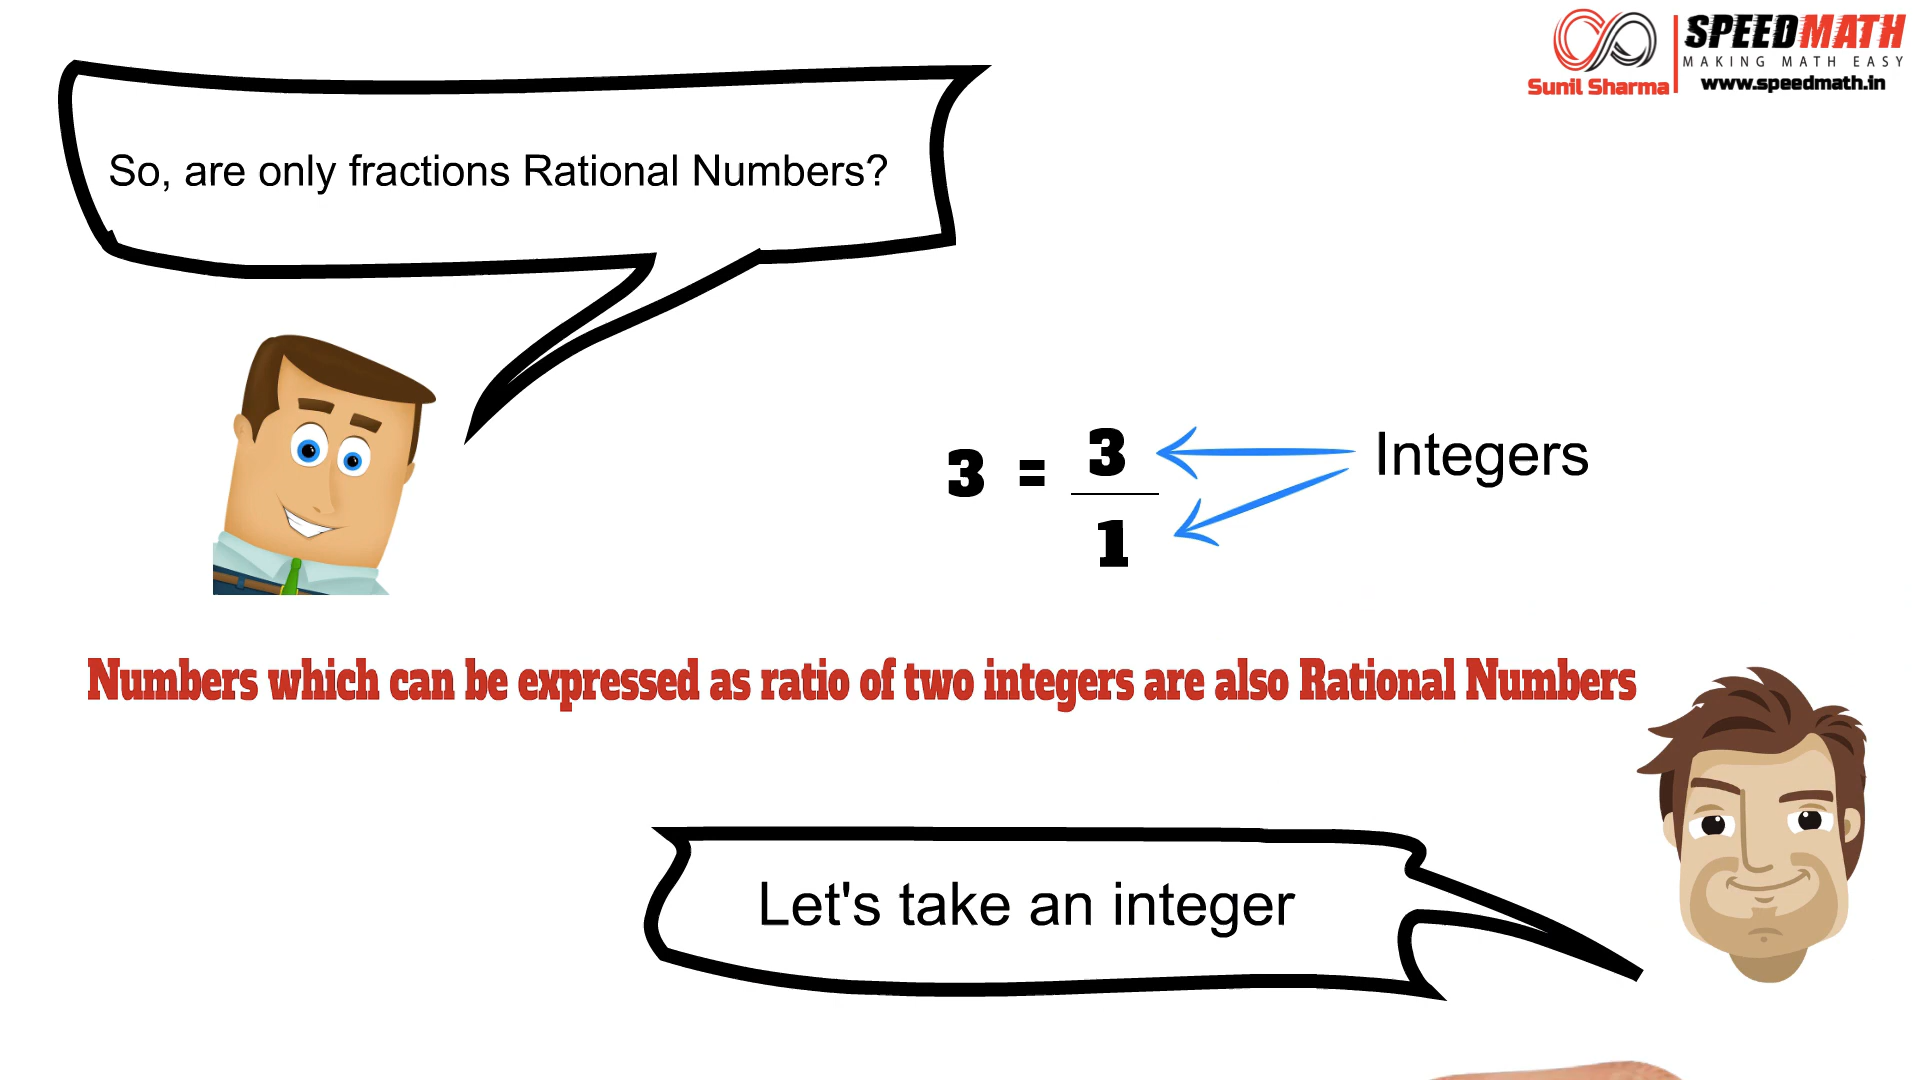 SPEEDMATH
MAKING MATH EASY
Sunil Sharma
www.speedmath.in
So, are only fractions Rational Numbers?
3 = 3
1
Integers
Numbers which can be expressed as ratio of two integers are also Rational Numbers
Let's take an integer